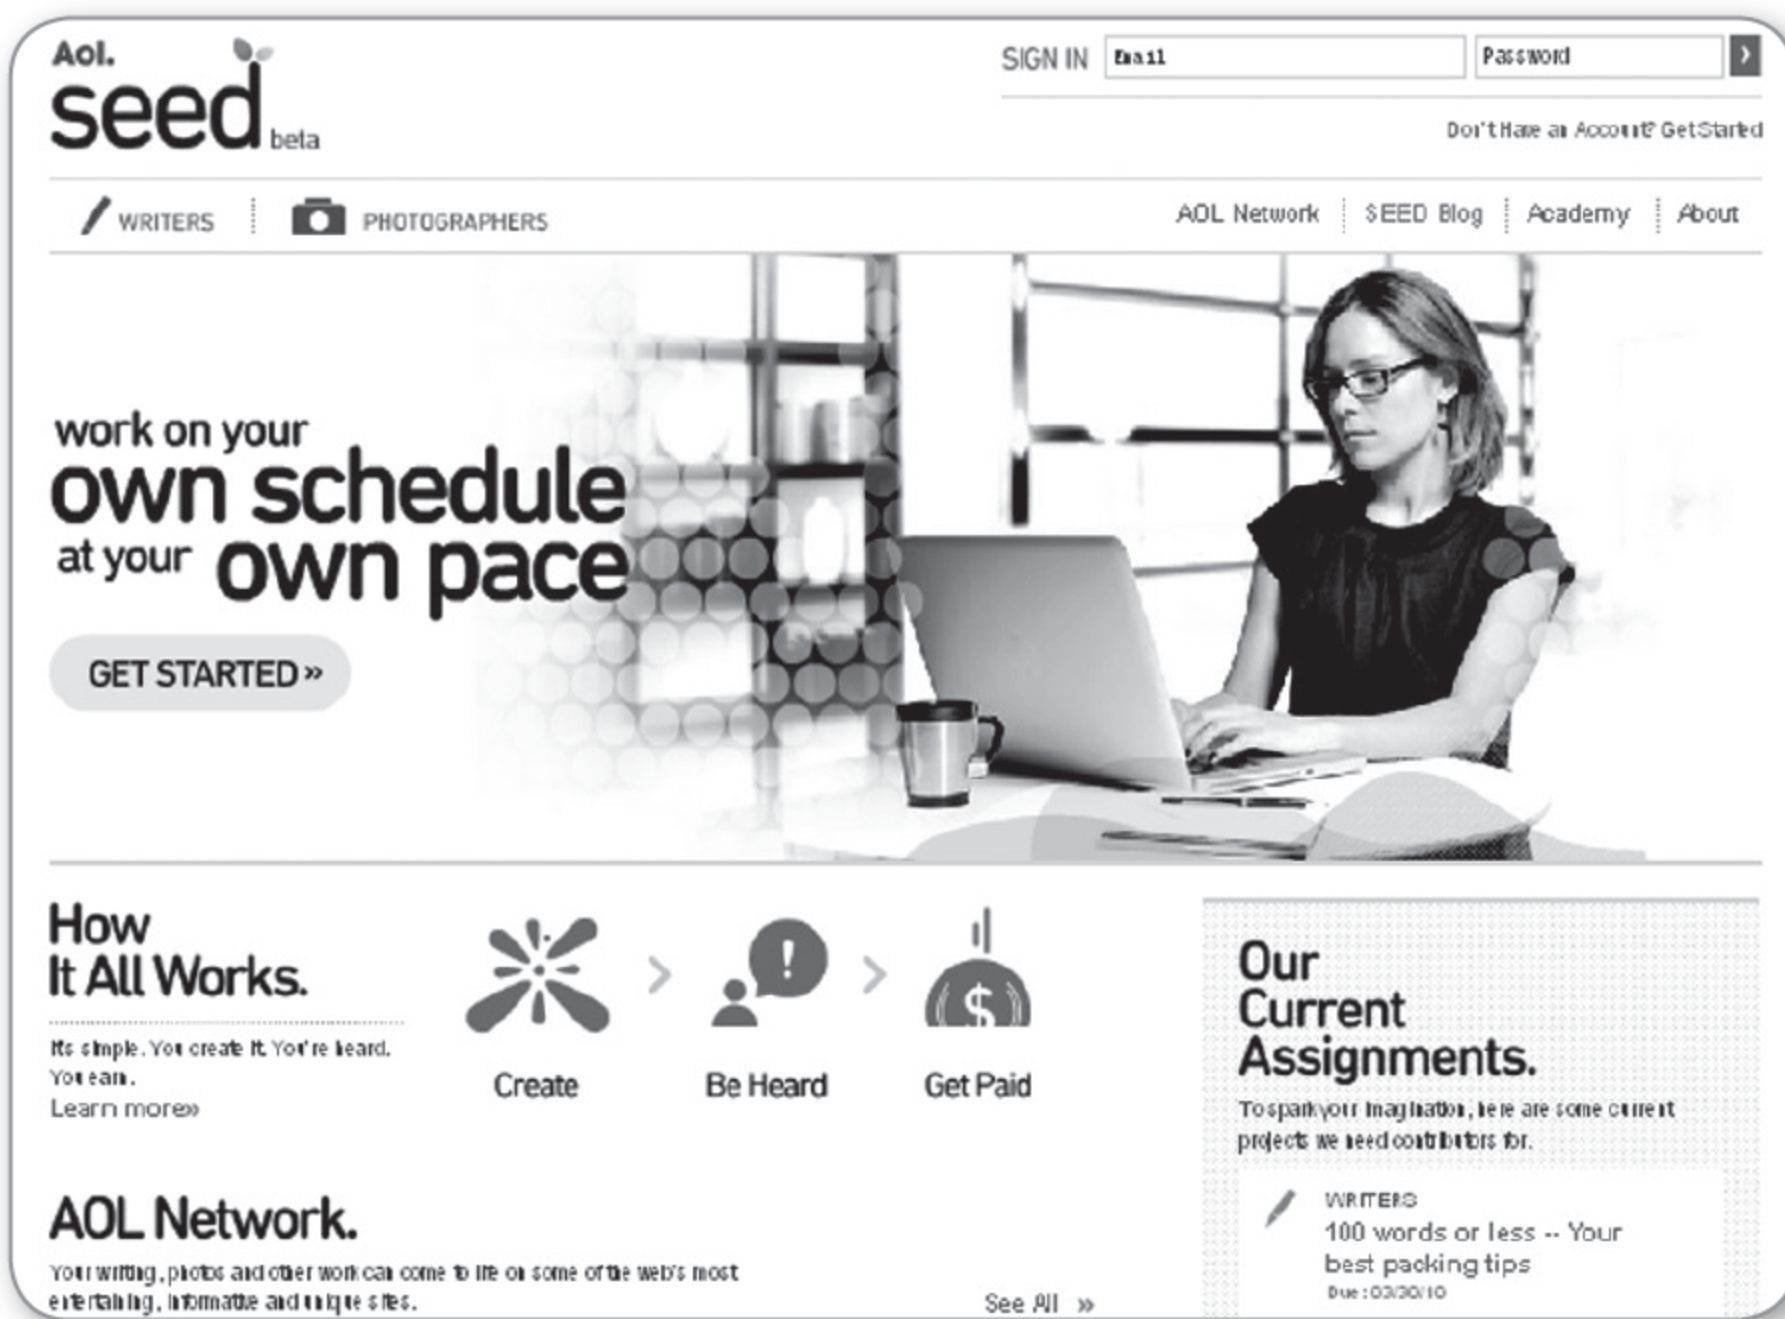 Aol.
seed beta
SIGN IN Email Password
Don't Have an Account? Get Started
WRITERS PHOTOGRAPHERS AOL Network SEED Blog Academy About
work on your
own schedule
at your own pace
GET STARTED »
How
It All Works.
It's simple. You create it. You're heard.
You earn.
Learn more»
Create > Be Heard > Get Paid
AOL Network.
Your writing, photos and other work can come to life on some of the web's most
entertaining, informative and unique sites.
See All »
Our
Current
Assignments.
To spark your imagination, here are some current
projects we need contributors for.
WRITERS
100 words or less -- Your
best packing tips
Due: 03/30/10